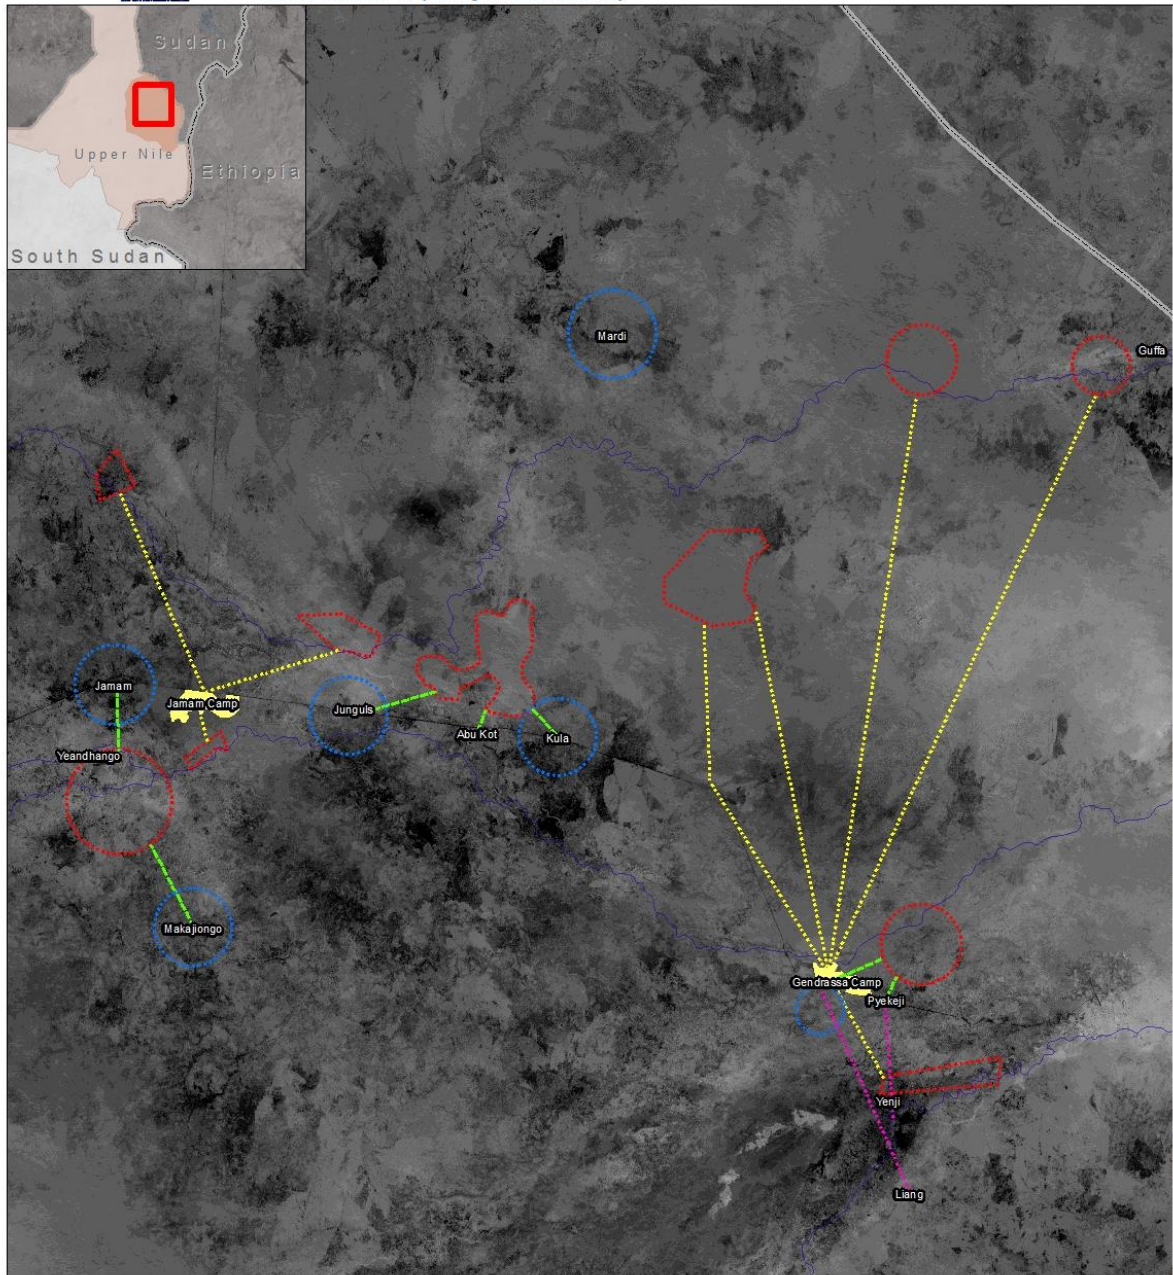 Sudan
Upper Nile
Ethiopia
South Sudan
Mardi
Guffa
Jamam
Jamam Camp
Junguls
Abu Kot
Kula
Yeandhango
Makajiongo
Gendrassa Camp
Pyekeji
Yenji
Liang